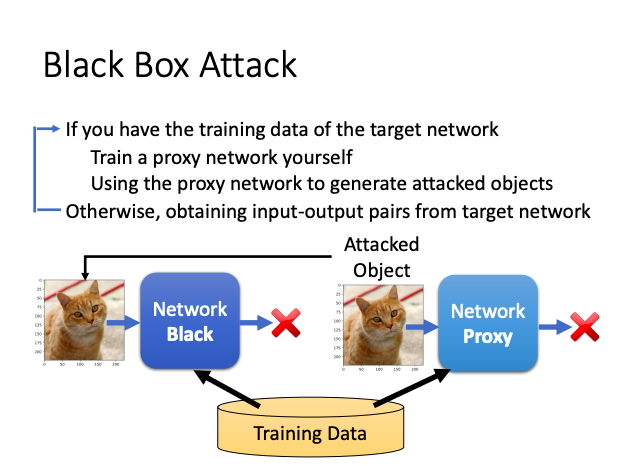 Black Box Attack
If you have the training data of the target network
Train a proxy network yourself
Using the proxy network to generate attacked objects
Otherwise, obtaining input-output pairs from target network
Attacked
Object
0
25
50
75
100
125
150
175
200
0 50 100 150 200
Network
Black
0
25
50
75
100
125
150
175
200
0 50 100 150 200
Network
Proxy
Training Data